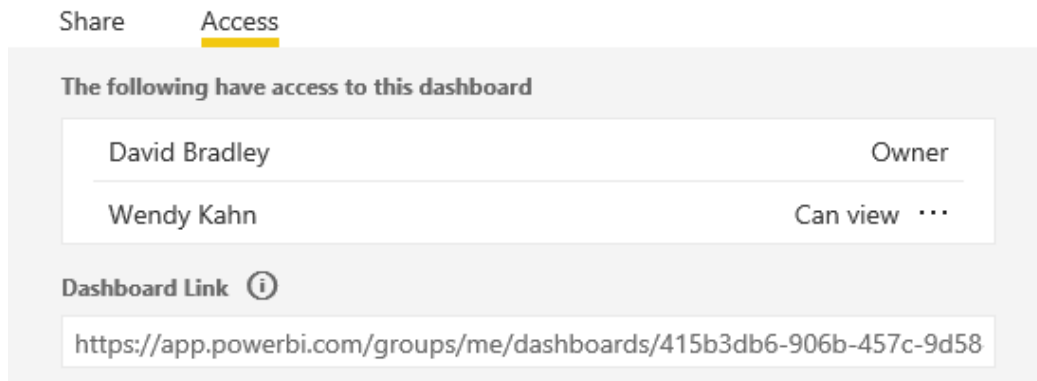 Share Access
The following have access to this dashboard
David Bradley Owner
Wendy Kahn Can view ···
Dashboard Link ⓘ
https://app.powerbi.com/groups/me/dashboards/415b3db6-906b-457c-9d58-